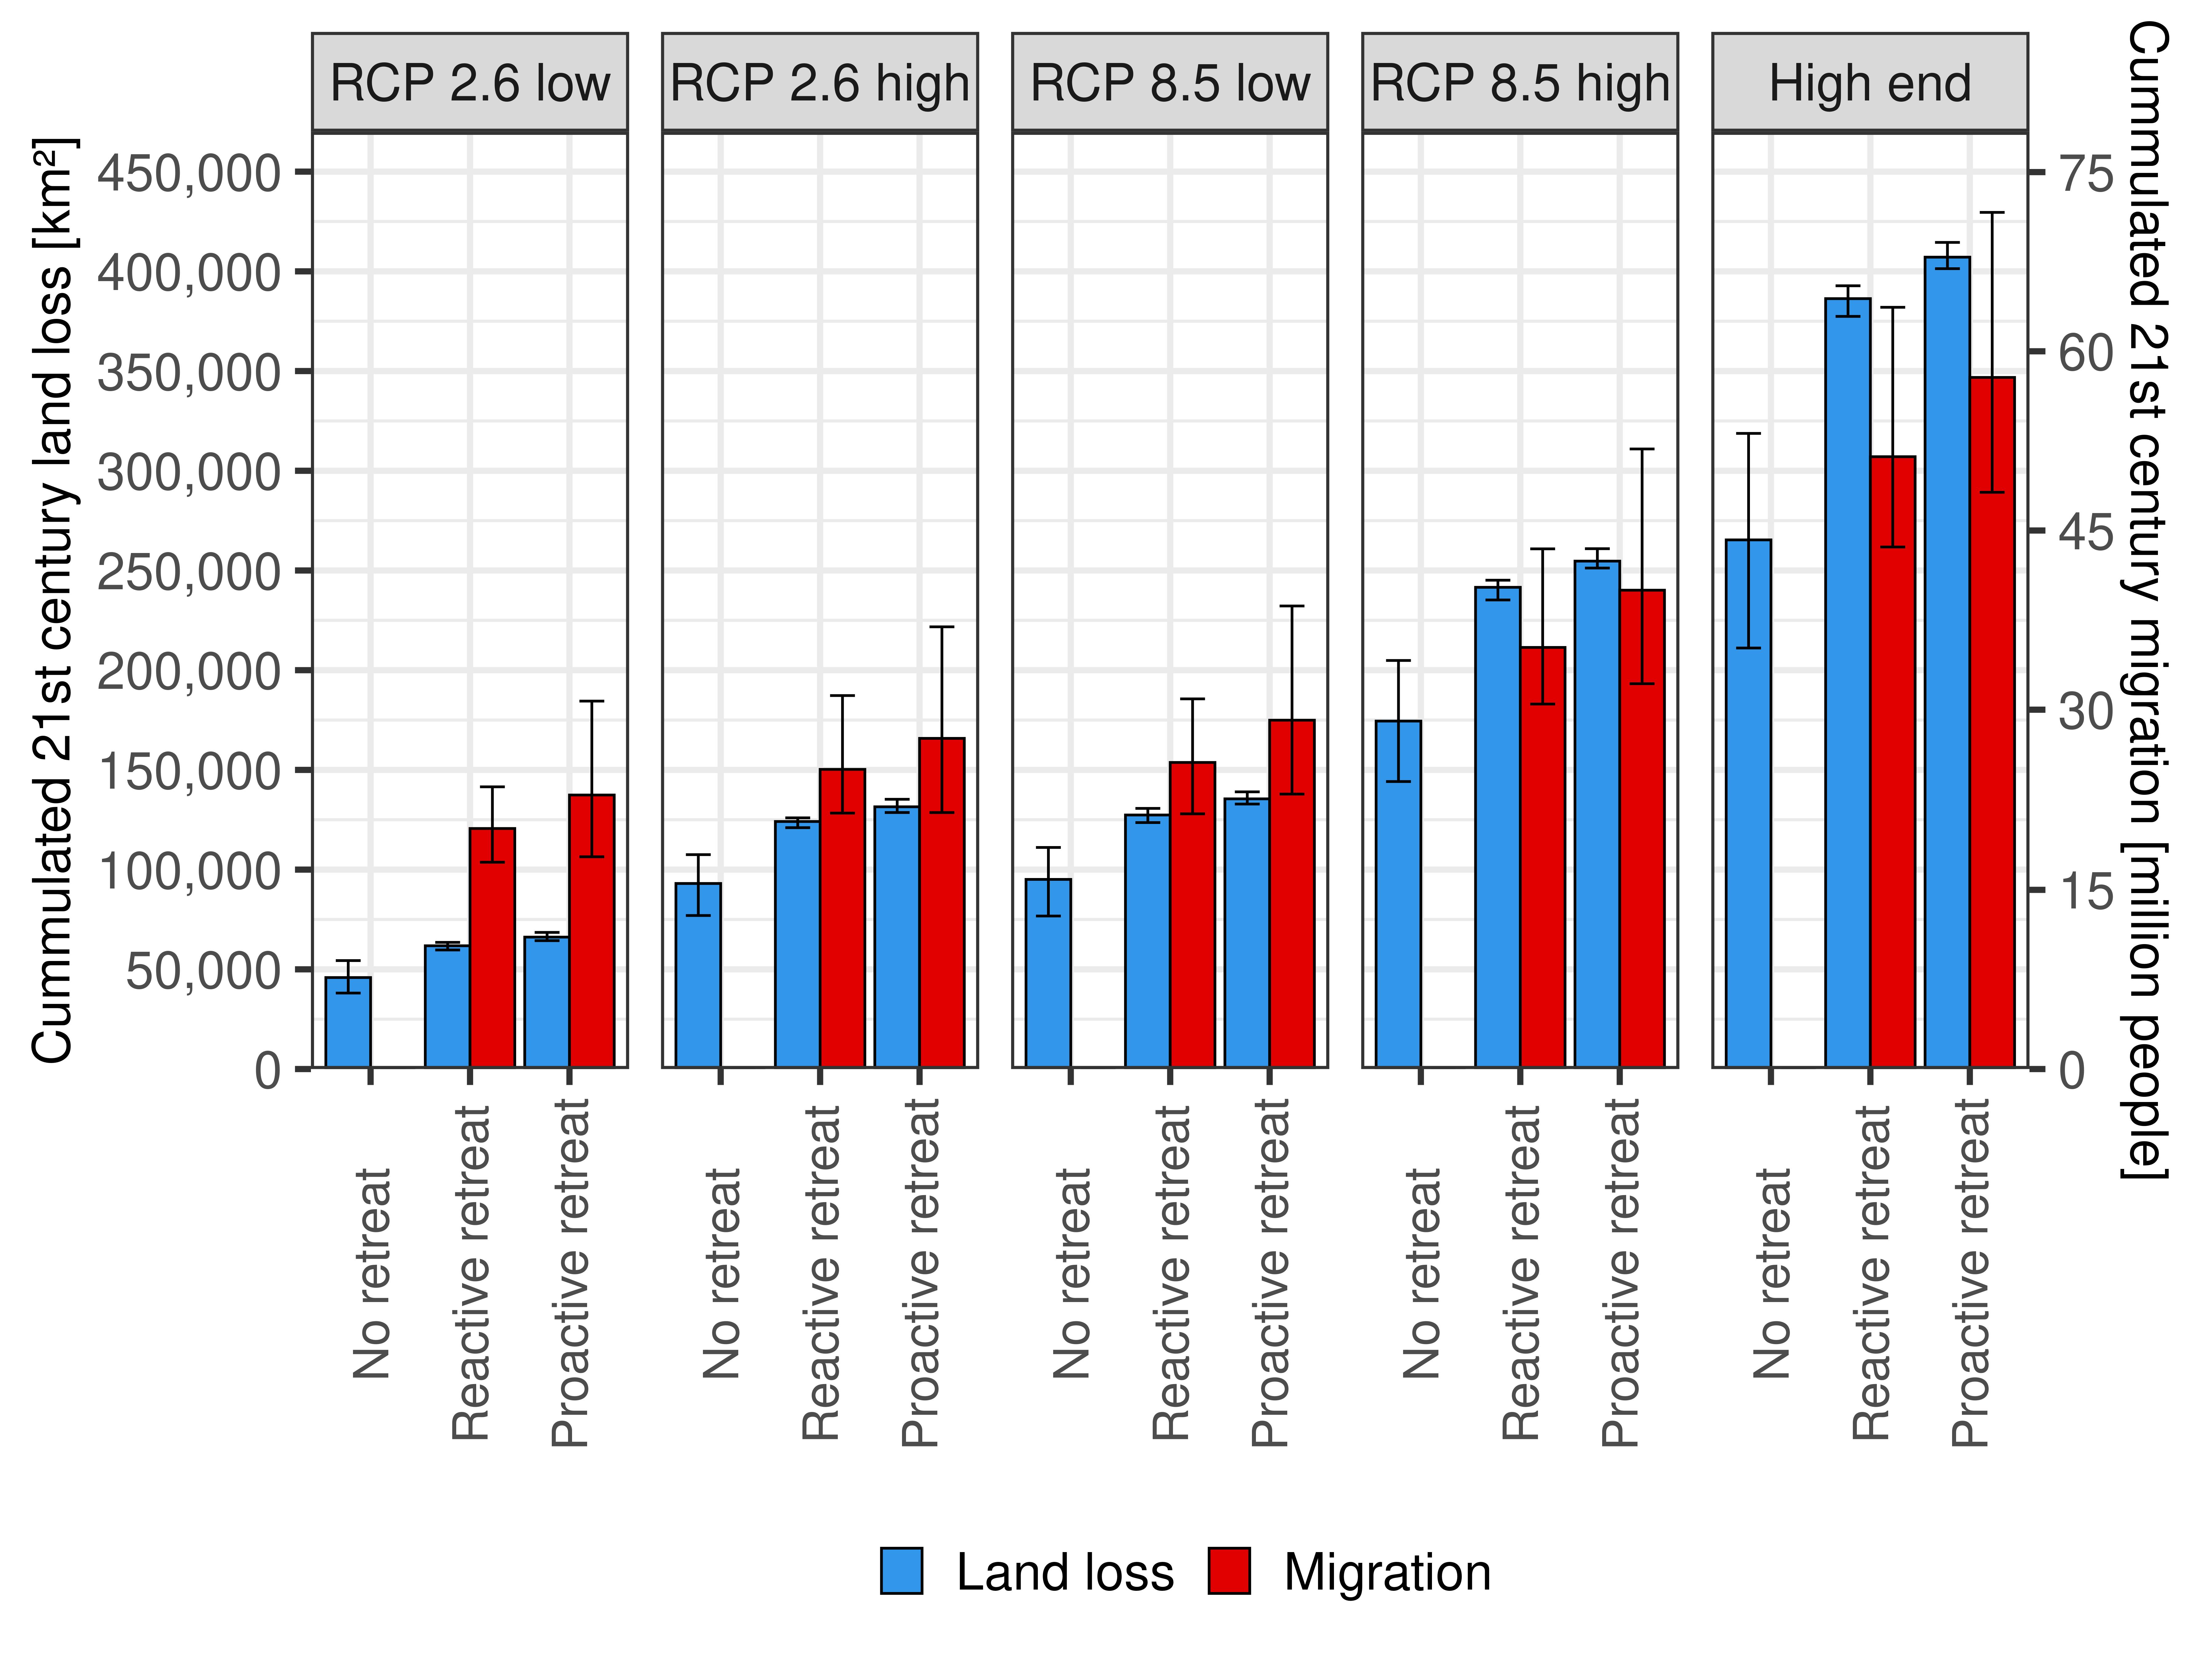 RCP 2.6 low
RCP 2.6 high
RCP 8.5 low
RCP 8.5 high
High end
Cummulated 21st century land loss [km²]
450,000
400,000
350,000
300,000
250,000
200,000
150,000
100,000
50,000
0
75
60
45
30
15
0
Cummulated 21st century migration [million people]
No retreat
Reactive retreat
Proactive retreat
No retreat
Reactive retreat
Proactive retreat
No retreat
Reactive retreat
Proactive retreat
No retreat
Reactive retreat
Proactive retreat
No retreat
Reactive retreat
Proactive retreat
Land loss
Migration